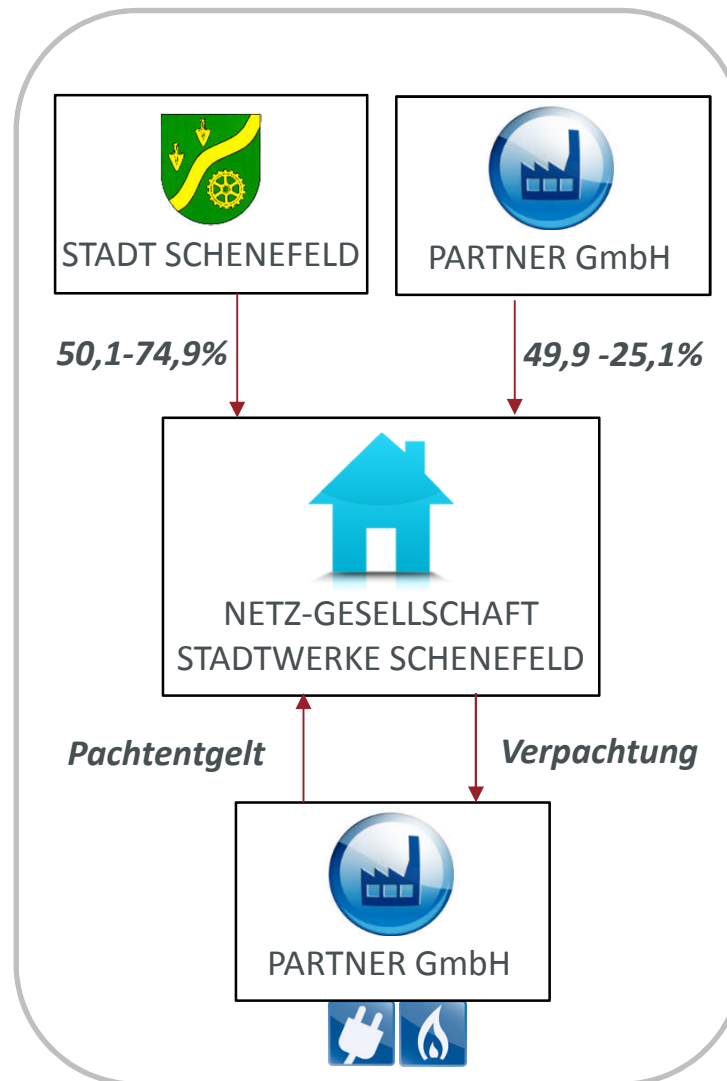 STADT SCHENEFELD
PARTNER GmbH
50,1-74,9%
49,9 -25,1%
NETZ-GESELLSCHAFT
STADTWERKE SCHENEFELD
Pachtentgelt
Verpachtung
PARTNER GmbH